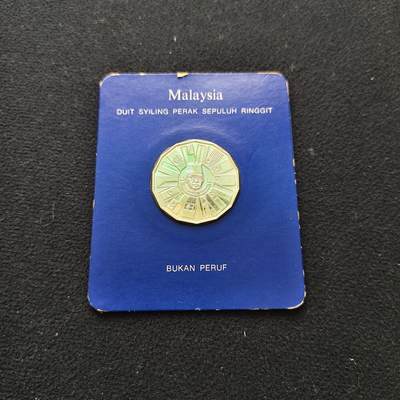 Malaysia
DUIT SYILING PERAK SEPULUH RINGGIT
BUKAN PERUF